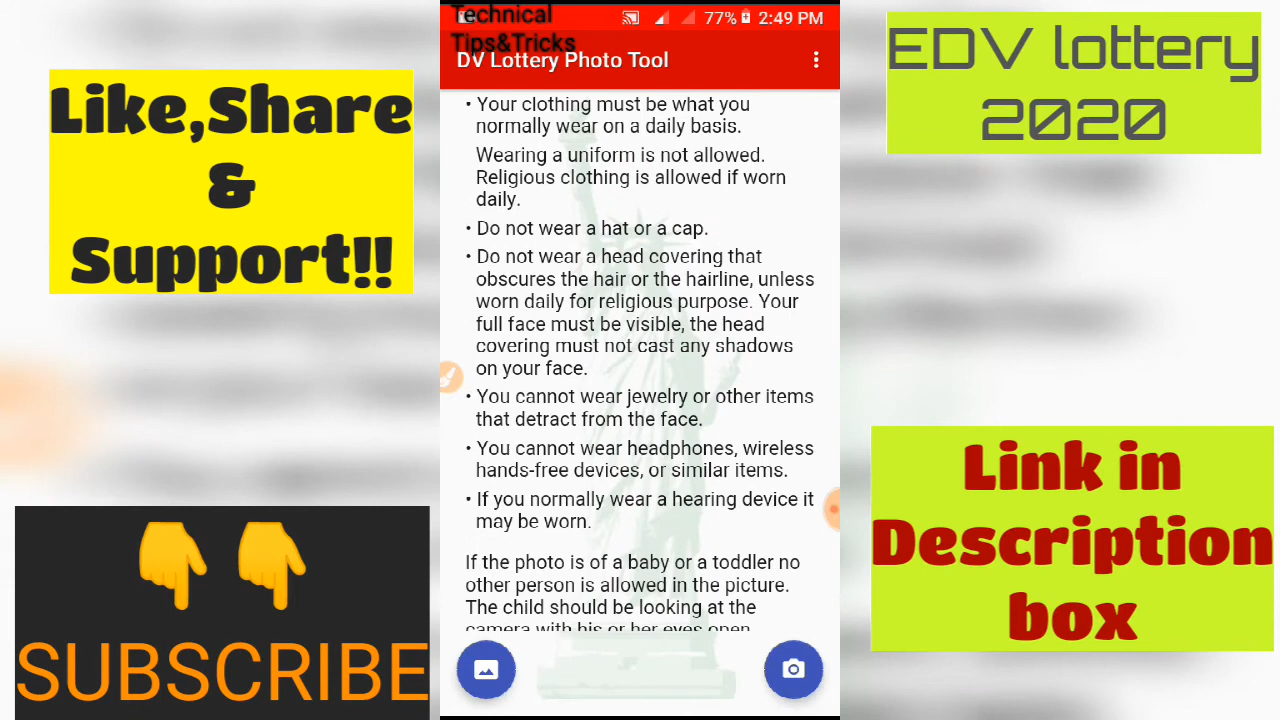 Technical
Tips&Tricks
77%
2:49 PM
DV Lottery Photo Tool
Like,Share
&
Support!!
SUBSCRIBE
• Your clothing must be what you
normally wear on a daily basis.
Wearing a uniform is not allowed.
Religious clothing is allowed if worn
daily.
• Do not wear a hat or a cap.
• Do not wear a head covering that
obscures the hair or the hairline, unless
worn daily for religious purpose. Your
full face must be visible, the head
covering must not cast any shadows
on your face.
• You cannot wear jewelry or other items
that detract from the face.
• You cannot wear headphones, wireless
hands-free devices, or similar items.
• If you normally wear a hearing device it
may be worn.
If the photo is of a baby or a toddler no
other person is allowed in the picture.
The child should be looking at the
camera with his or her eyes open
EDV lottery
2020
Link in
Description
box